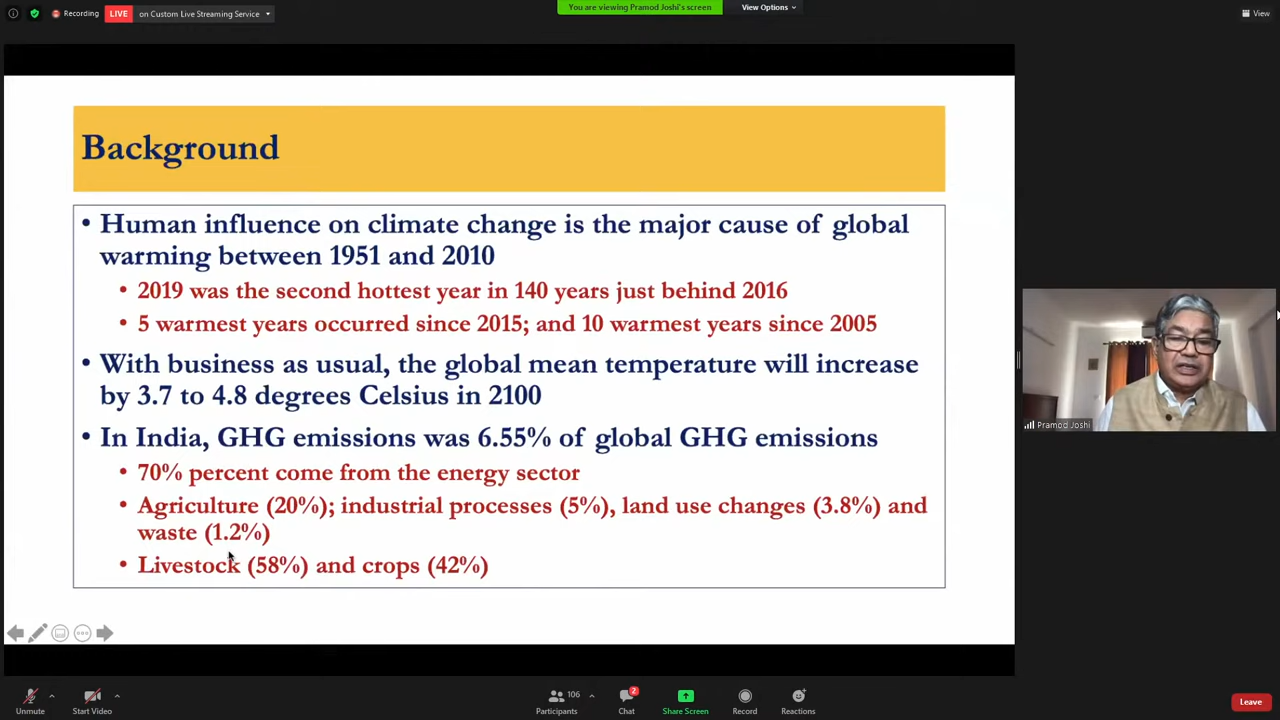 Recording
LIVE
on Custom Live Streaming Service
You are viewing Pramod Joshi's screen
View Options
View
Background
• Human influence on climate change is the major cause of global
warming between 1951 and 2010
• 2019 was the second hottest year in 140 years just behind 2016
• 5 warmest years occurred since 2015; and 10 warmest years since 2005
• With business as usual, the global mean temperature will increase
by 3.7 to 4.8 degrees Celsius in 2100
• In India, GHG emissions was 6.55% of global GHG emissions
• 70% percent come from the energy sector
• Agriculture (20%); industrial processes (5%), land use changes (3.8%) and
waste (1.2%)
• Livestock (58%) and crops (42%)
Pramod Joshi
Unmute
Start Video
106
Participants
2
Chat
Share Screen
Record
Reactions
Leave